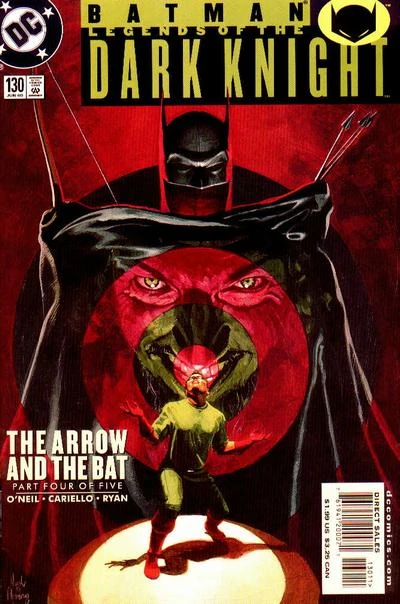 DC
BATMAN
LEGENDS OF THE
DARK KNIGHT
130
JUN 00
THE ARROW
AND THE BAT
PART FOUR OF FIVE
O'NEIL • CARIELLO • RYAN
$1.99 US $3.25 CAN
DIRECT SALES
13011
dccomics.com